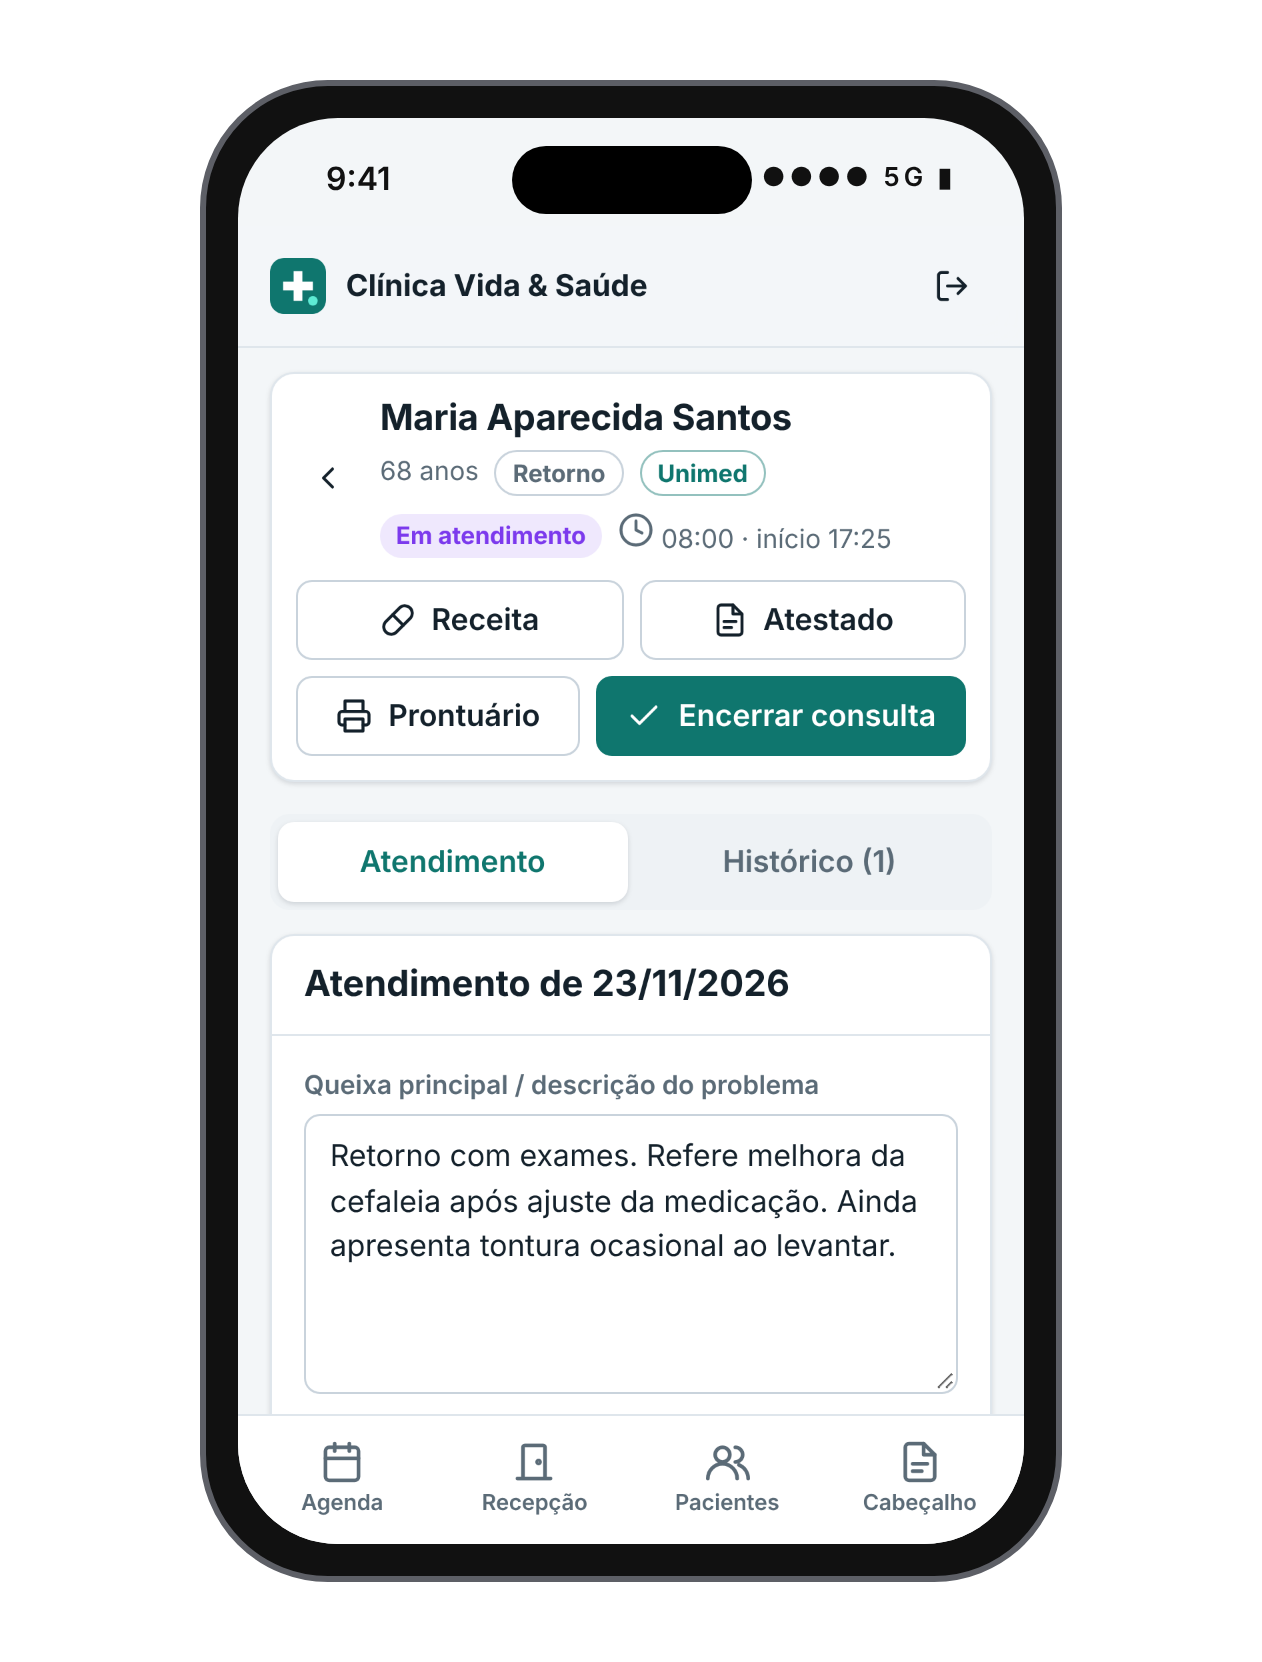 9:41
5G
Clínica Vida & Saúde
Maria Aparecida Santos
68 anos Retorno Unimed
Em atendimento 08:00 · início 17:25
Receita Atestado
Prontuário Encerrar consulta
Atendimento Histórico (1)
Atendimento de 23/11/2026
Queixa principal / descrição do problema
Retorno com exames. Refere melhora da
cefaleia após ajuste da medicação. Ainda
apresenta tontura ocasional ao levantar.
Agenda Recepção Pacientes Cabeçalho